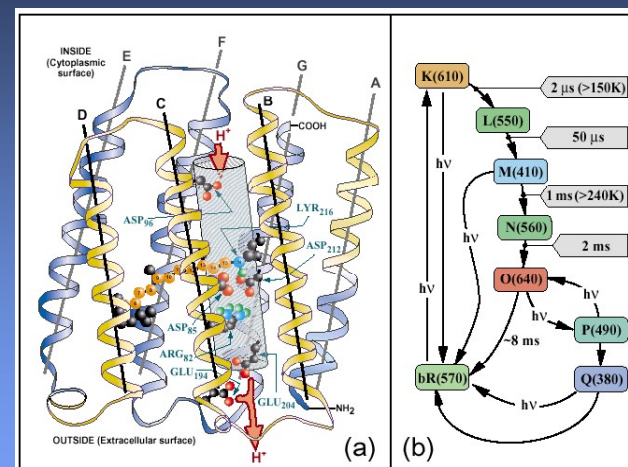 INSIDE
(Cytoplasmic
surface)
E
F
G
A
D
C
B
H+
COOH
ASP96
LYR216
ASP212
ASP85
ARG82
GLU194
GLU204
NH2
OUTSIDE (Extracellular surface)
H+
(a)
K(610)
2 µs (>150K)
L(550)
50 µs
M(410)
1 ms (>240K)
N(560)
2 ms
O(640)
P(490)
Q(380)
bR(570)
hν
hν
hν
hν
hν
hν
~8 ms
(b)